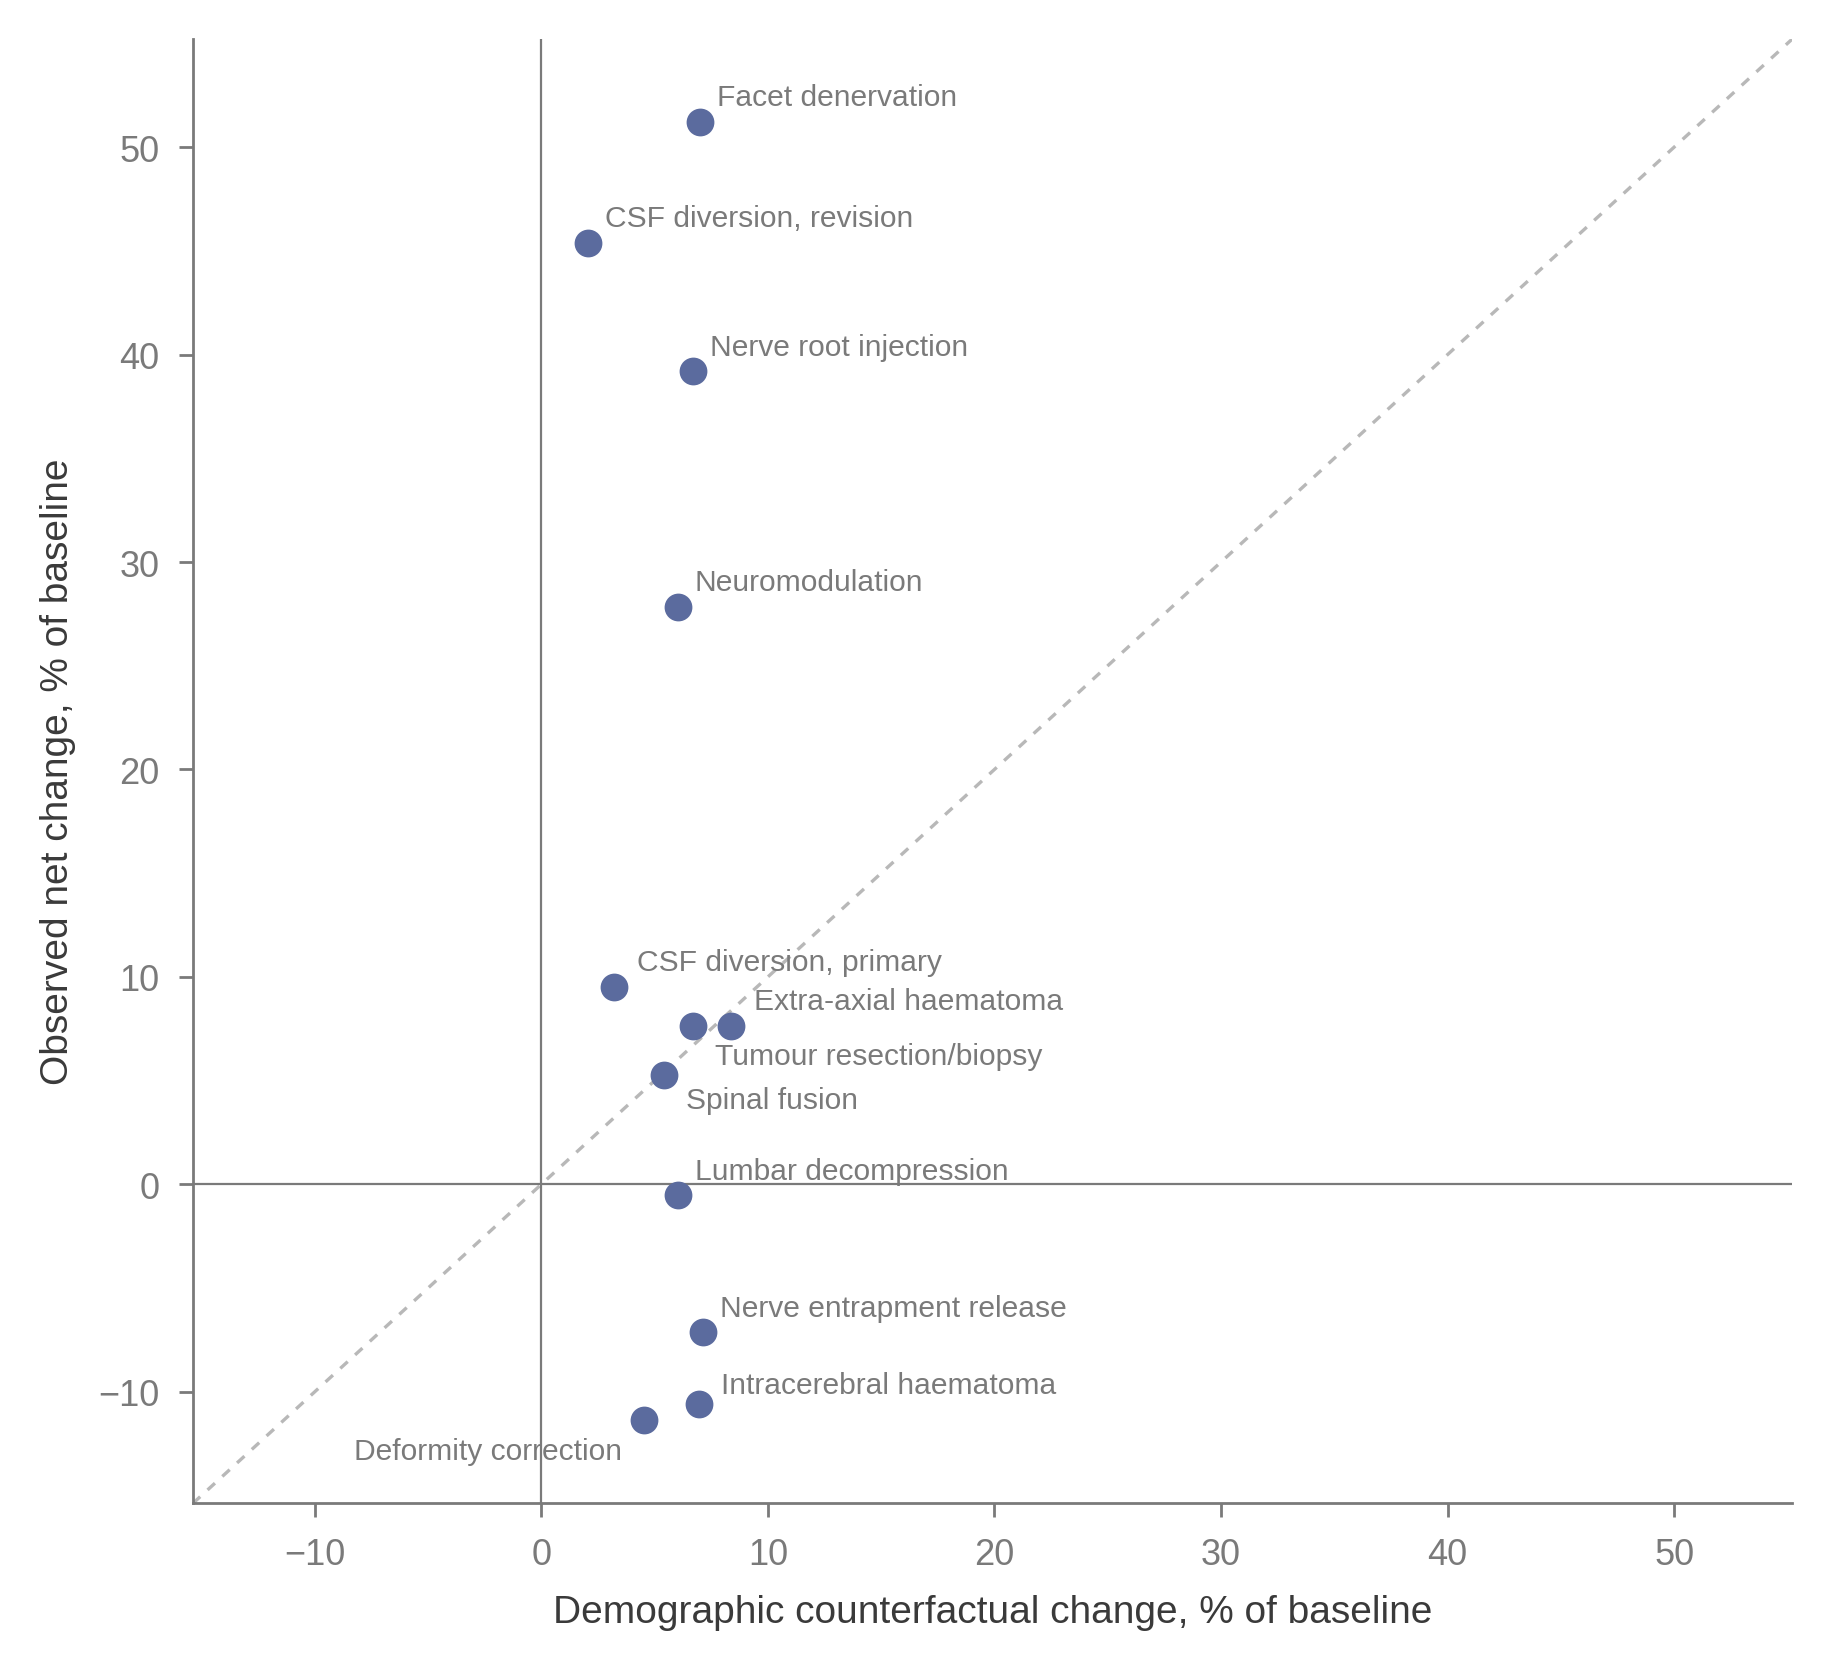 Facet denervation
50
CSF diversion, revision
Nerve root injection
40
Neuromodulation
30
20
CSF diversion, primary
10
Extra-axial haematoma
Tumour resection/biopsy
Spinal fusion
Lumbar decompression
0
Nerve entrapment release
Intracerebral haematoma
−10
Deformity correction
Observed net change, % of baseline
−10 0 10 20 30 40 50
Demographic counterfactual change, % of baseline